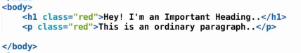 <body>
    <h1 class="red">Hey! I'm an Important Heading..</h1>
    <p class="red">This is an ordinary paragraph..</p>
</body>